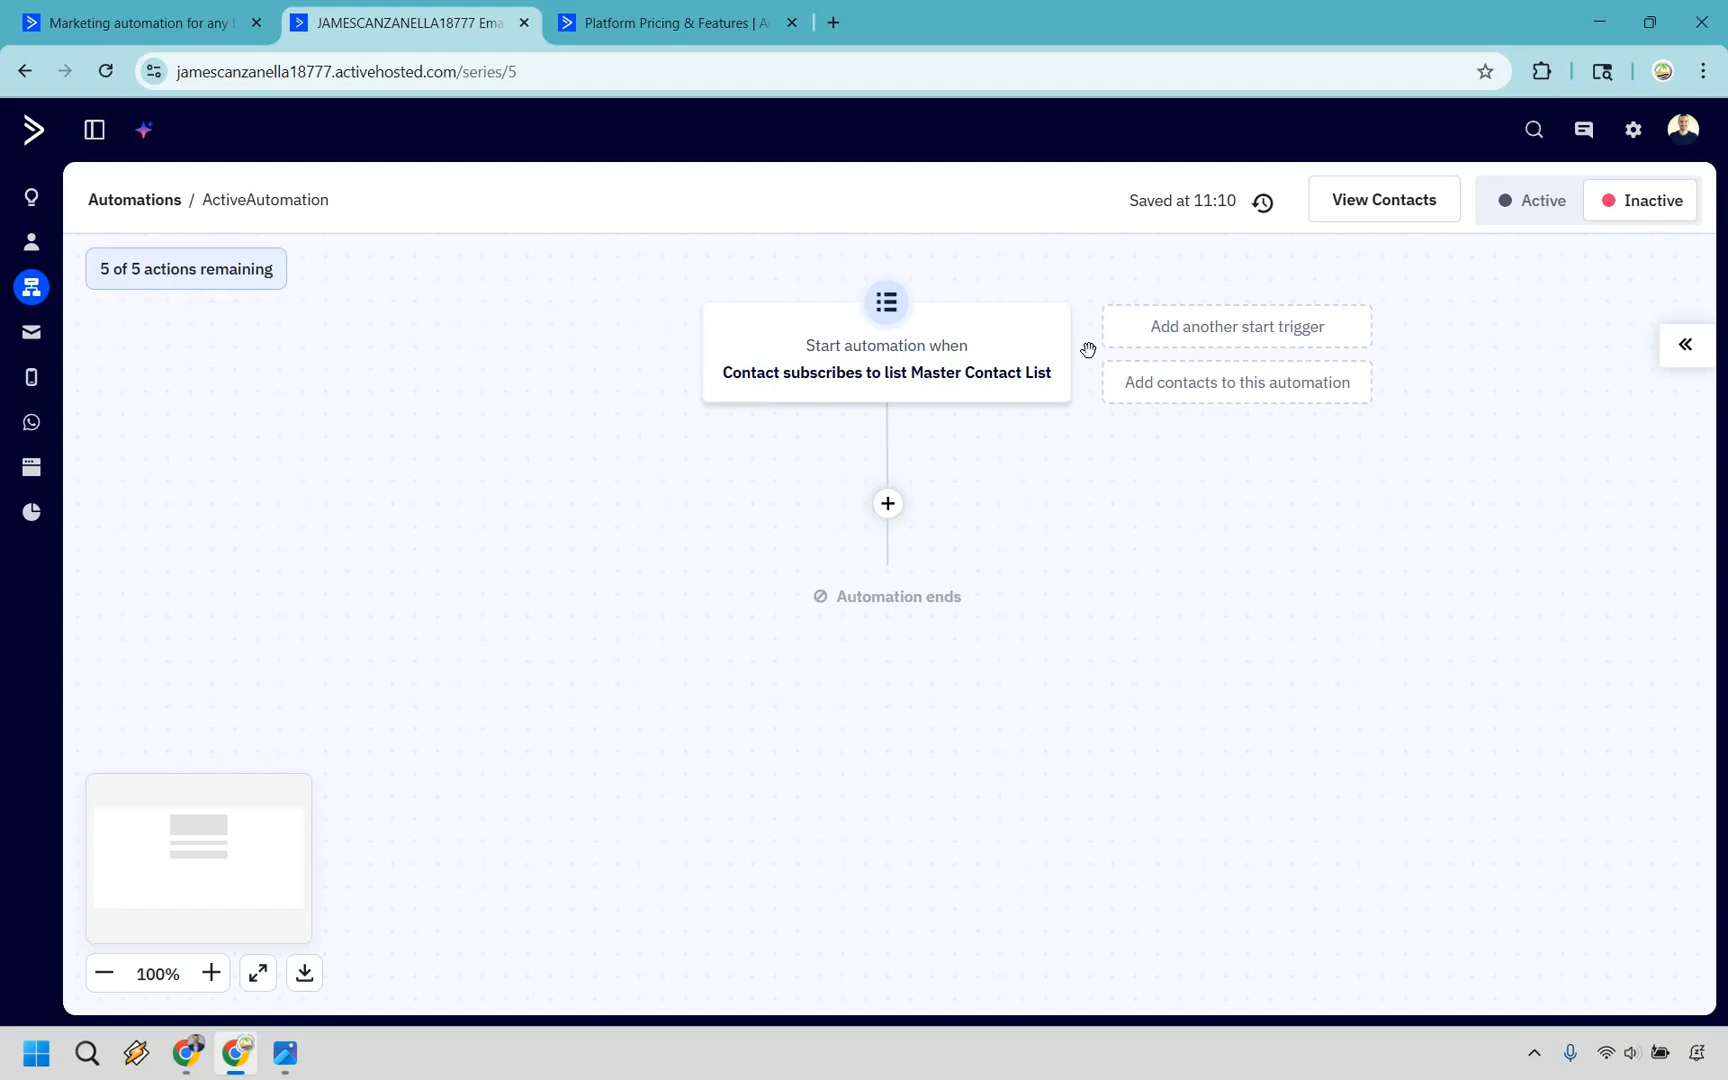 Marketing automation for any
JAMESCANZANELLA18777 Ema
Platform Pricing & Features | A
jamescanzanella18777.activehosted.com/series/5
Automations / ActiveAutomation
Saved at 11:10
View Contacts
Active
Inactive
5 of 5 actions remaining
Start automation when
Contact subscribes to list Master Contact List
Add another start trigger
Add contacts to this automation
Automation ends
100%